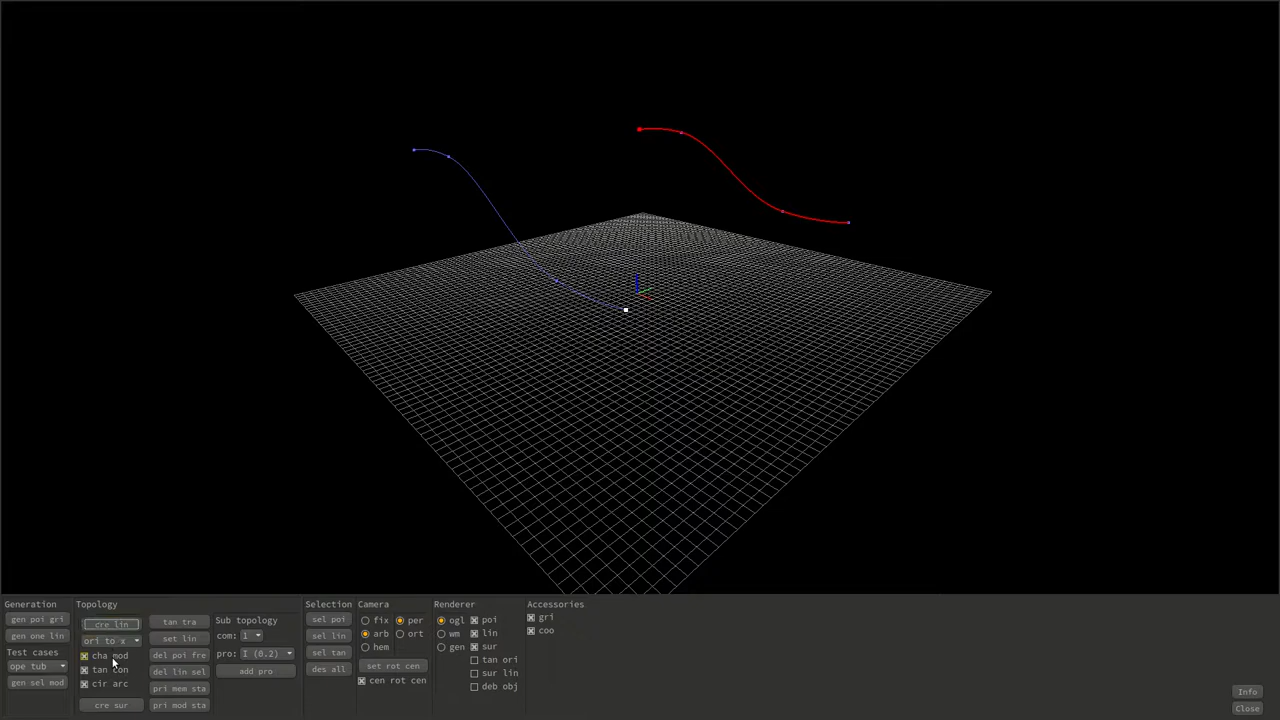 Generation
gen poi gri
gen one lin
Test cases
ope tub
gen sel mod
Topology
cre lin
ori to x
cha mod
tan con
cir arc
cre sur
tan tra
set lin
del poi fre
del lin sel
pri mem sta
pri mod sta
Sub topology
com: 1
pro: I (0.2)
add pro
Selection
sel poi
sel lin
sel tan
des all
Camera
fix per
arb ort
hem
set rot cen
cen rot cen
Renderer
ogl poi
wm lin
gen sur
tan ori
sur lin
deb obj
Accessories
gri
coo
Info
Close